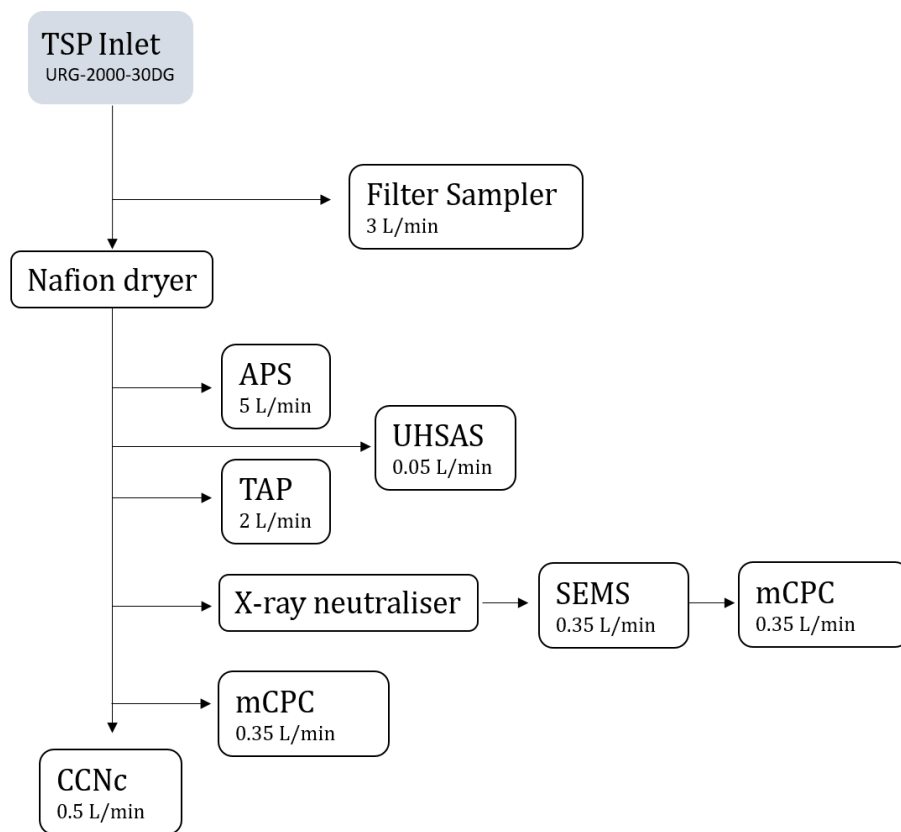 TSP Inlet
URG-2000-30DG
Filter Sampler
3 L/min
Nafion dryer
APS
5 L/min
UHSAS
0.05 L/min
TAP
2 L/min
X-ray neutraliser
SEMS
0.35 L/min
mCPC
0.35 L/min
mCPC
0.35 L/min
CCNc
0.5 L/min